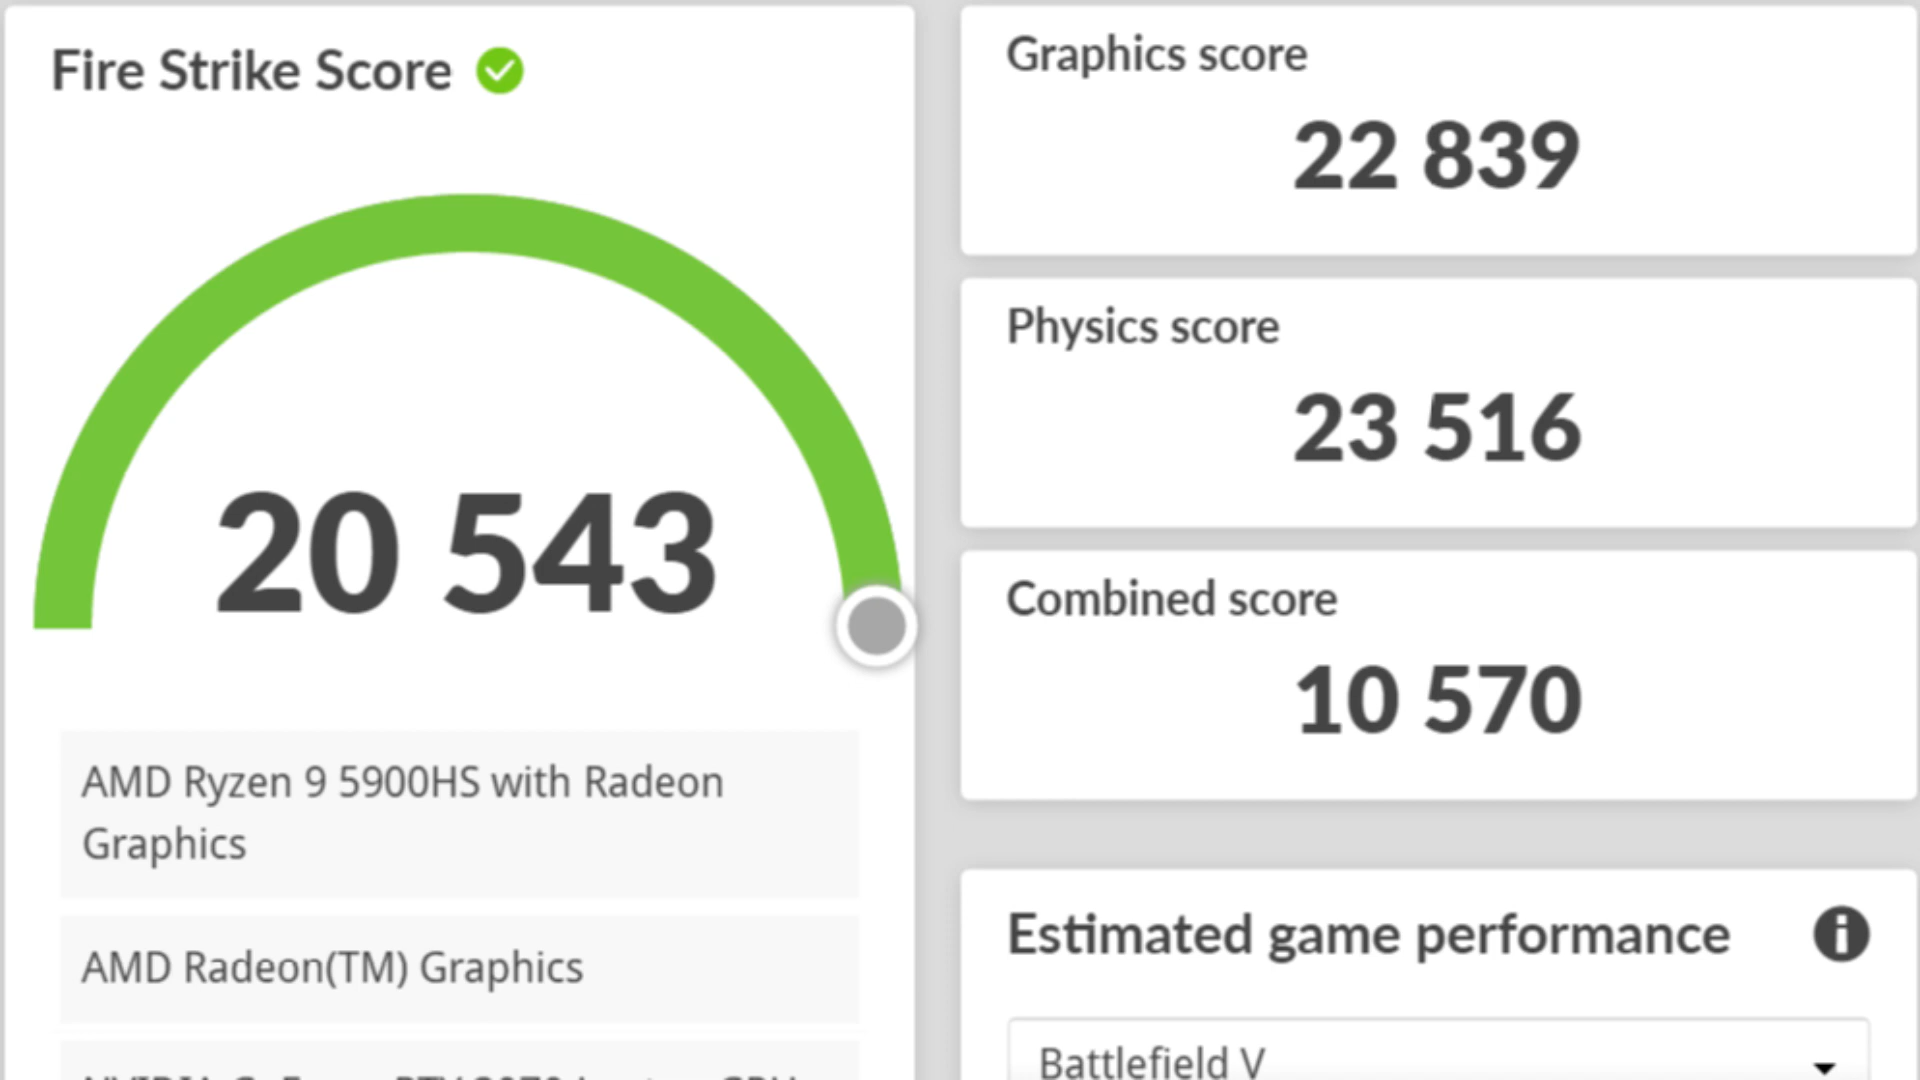 Fire Strike Score
20 543
AMD Ryzen 9 5900HS with Radeon
Graphics
AMD Radeon(TM) Graphics
Graphics score
22 839
Physics score
23 516
Combined score
10 570
Estimated game performance
Battlefield V